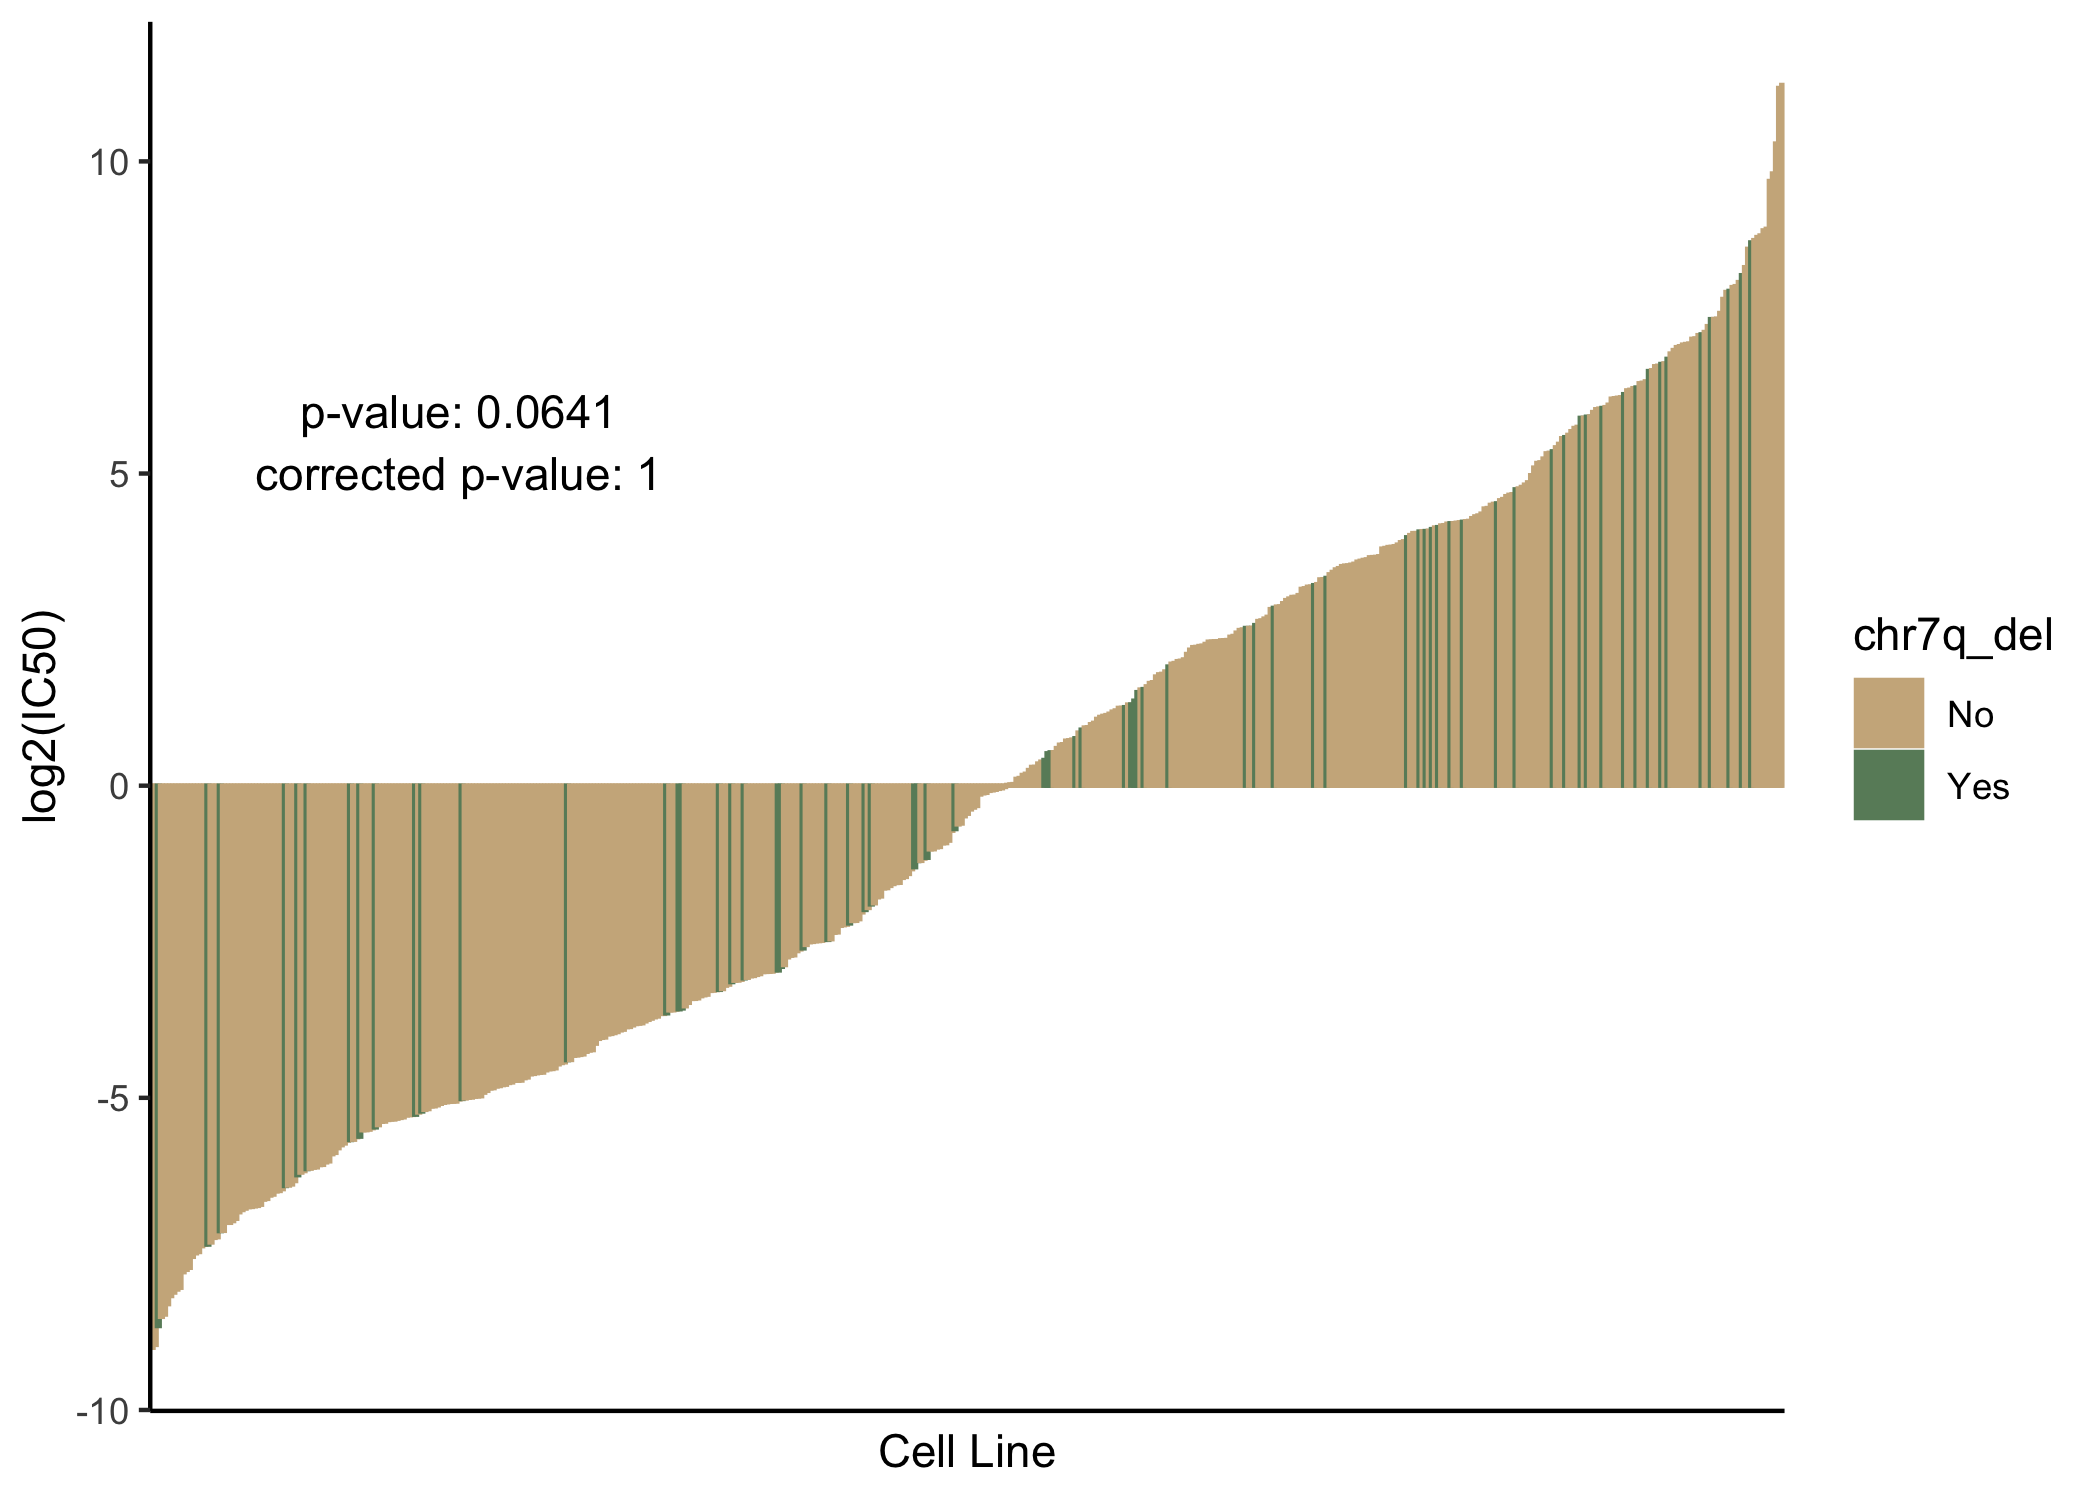 10
p-value: 0.0641
corrected p-value: 1
5
0
-5
-10
log2(IC50)
Cell Line
chr7q_del
No
Yes